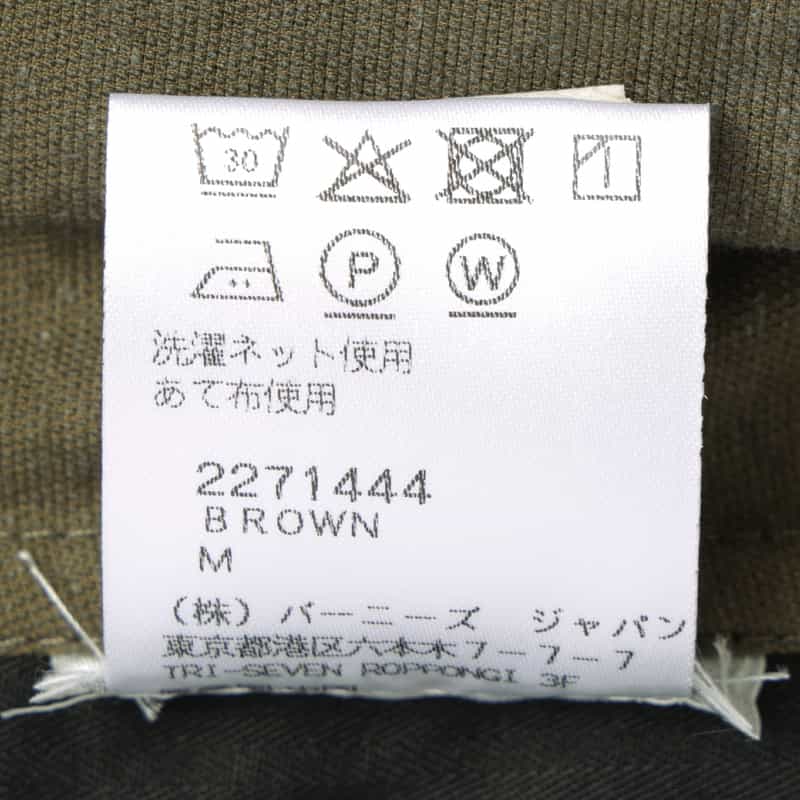 30
P W
洗濯ネット使用
あて布使用
2271444
BROWN
M
(株) バーニーズ ジャパン
東京都港区六本木7-7-7
TRI-SEVEN ROPPONGI 3F